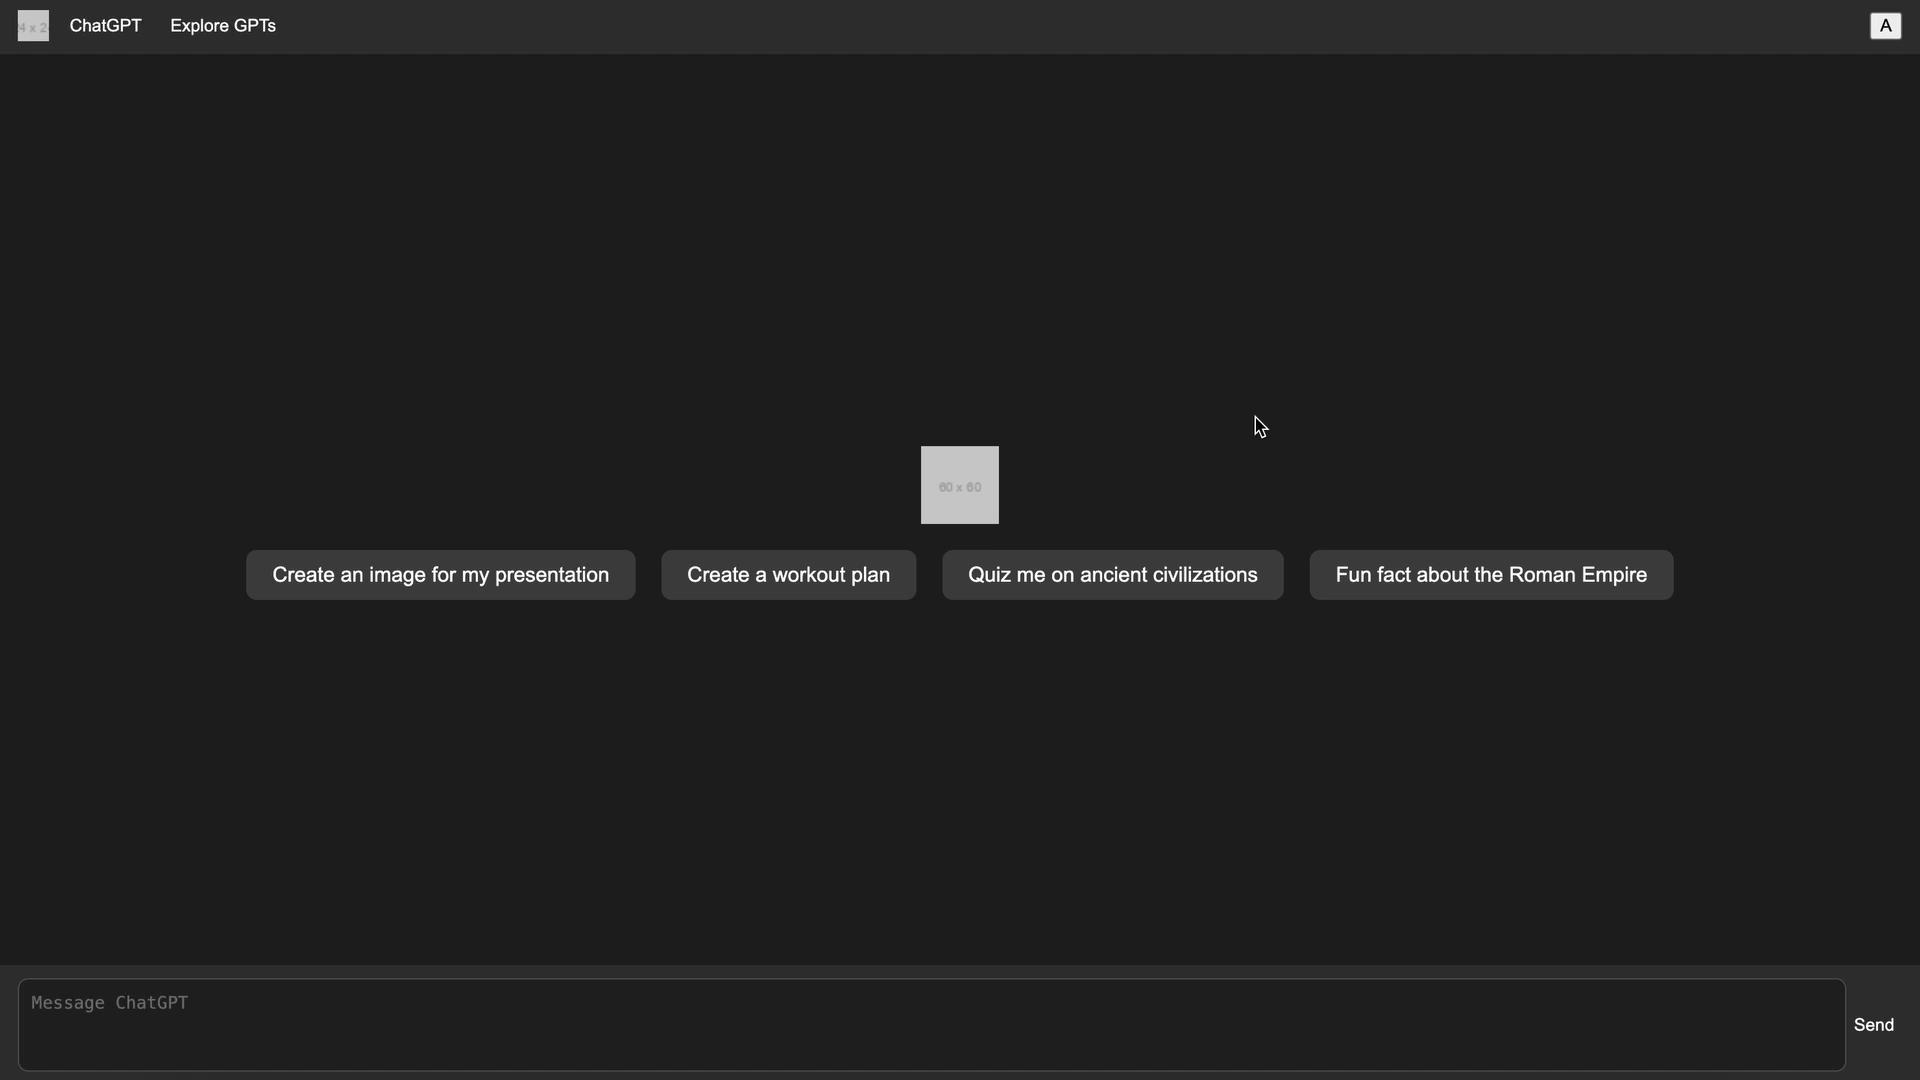 ChatGPT
Explore GPTs
A
60 x 60
Create an image for my presentation
Create a workout plan
Quiz me on ancient civilizations
Fun fact about the Roman Empire
Message ChatGPT
Send